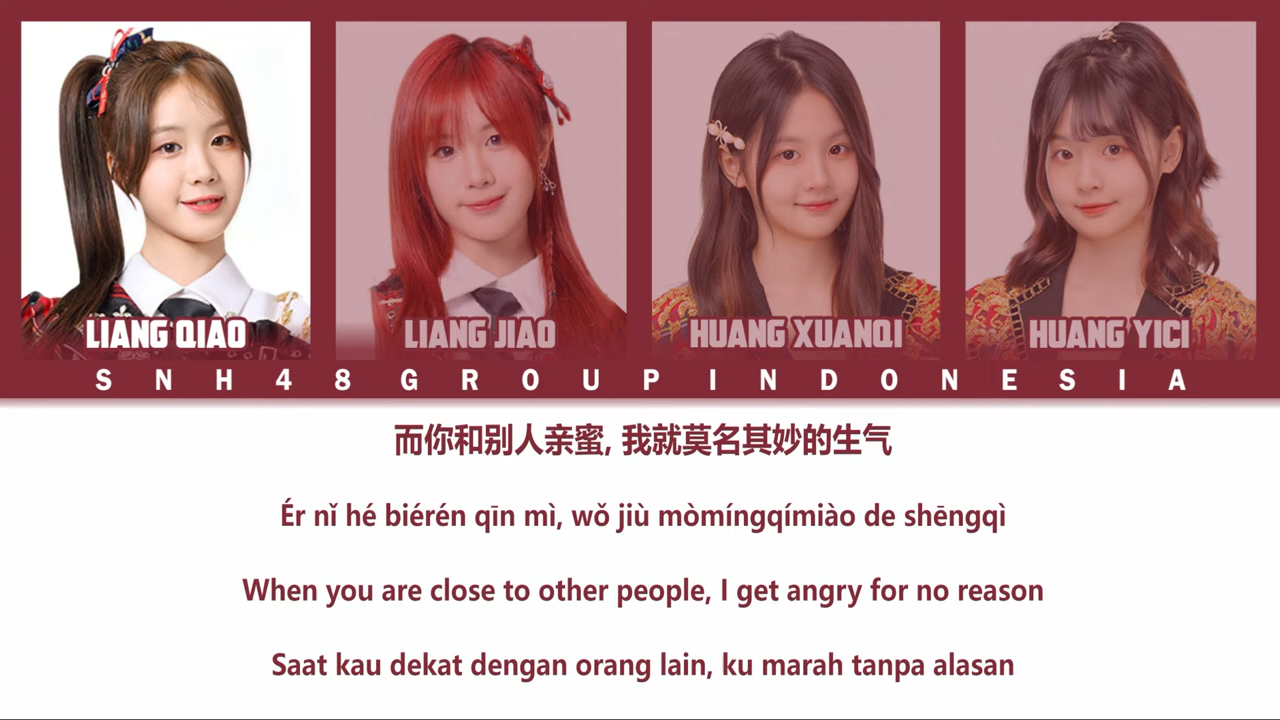 LIANG QIAO
LIANG JIAO
HUANG XUANQI
HUANG YICI
SNH48GROUPINDONESIA
而你和别人亲蜜, 我就莫名其妙的生气
Ér nǐ hé biérén qīn mì, wǒ jiù mòmíngqímiào de shēngqì
When you are close to other people, I get angry for no reason
Saat kau dekat dengan orang lain, ku marah tanpa alasan